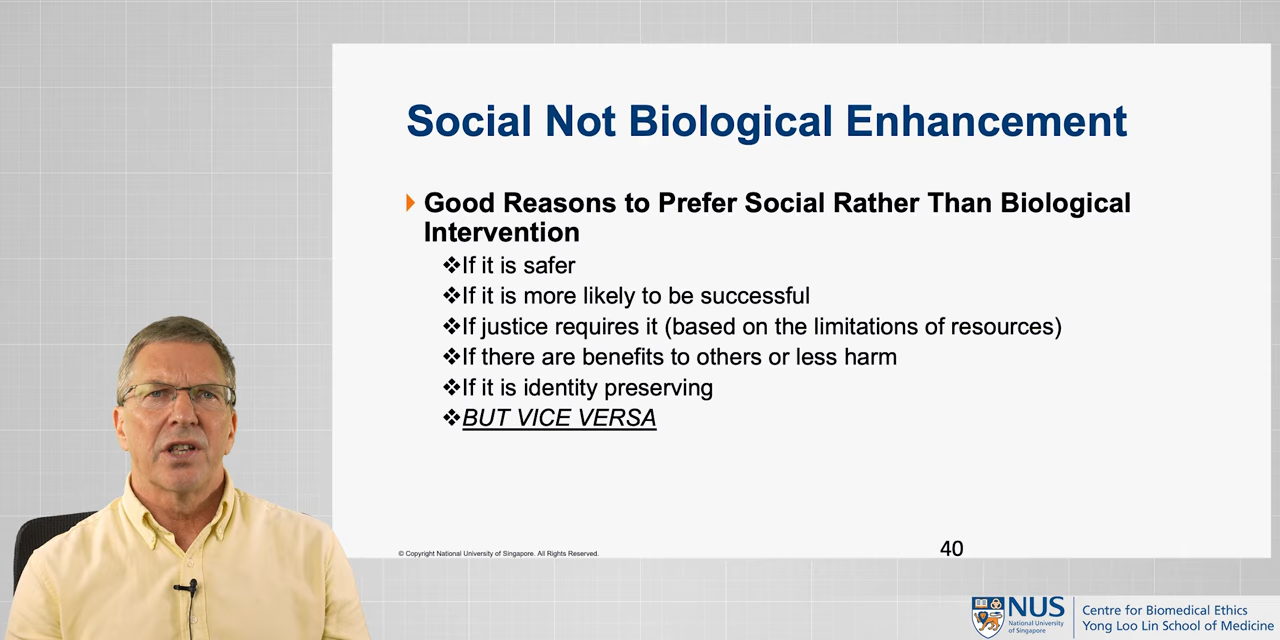 Social Not Biological Enhancement
Good Reasons to Prefer Social Rather Than Biological
Intervention
❖If it is safer
❖If it is more likely to be successful
❖If justice requires it (based on the limitations of resources)
❖If there are benefits to others or less harm
❖If it is identity preserving
❖BUT VICE VERSA
© Copyright National University of Singapore. All Rights Reserved.
40
NUS
National University
of Singapore
Centre for Biomedical Ethics
Yong Loo Lin School of Medicine